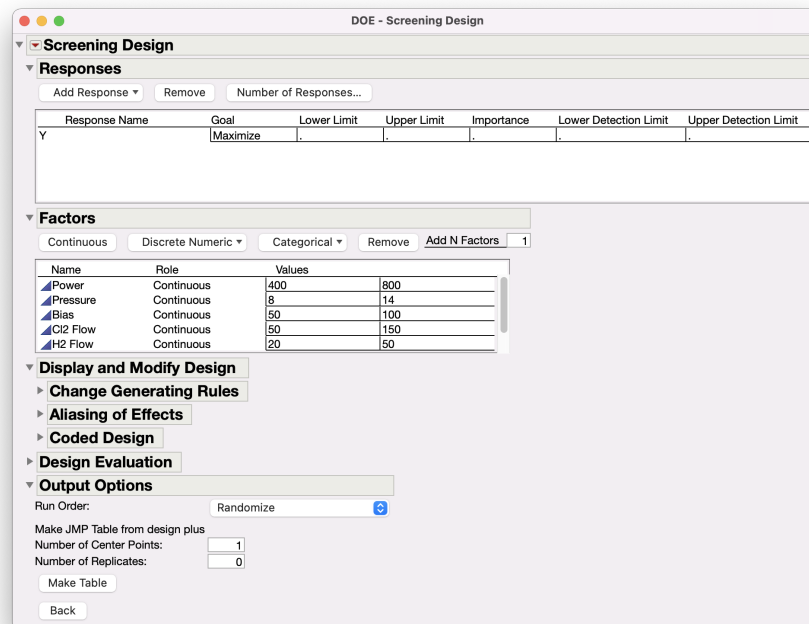 DOE - Screening Design
Screening Design
Responses
Add Response Remove Number of Responses...
Response Name Goal Lower Limit Upper Limit Importance Lower Detection Limit Upper Detection Limit
Y Maximize . . . . .
Factors
Continuous Discrete Numeric Categorical Remove Add N Factors 1
Name Role Values
Power Continuous 400 800
Pressure Continuous 8 14
Bias Continuous 50 100
Cl2 Flow Continuous 50 150
H2 Flow Continuous 20 50
Display and Modify Design
Change Generating Rules
Aliasing of Effects
Coded Design
Design Evaluation
Output Options
Run Order: Randomize
Make JMP Table from design plus
Number of Center Points: 1
Number of Replicates: 0
Make Table
Back